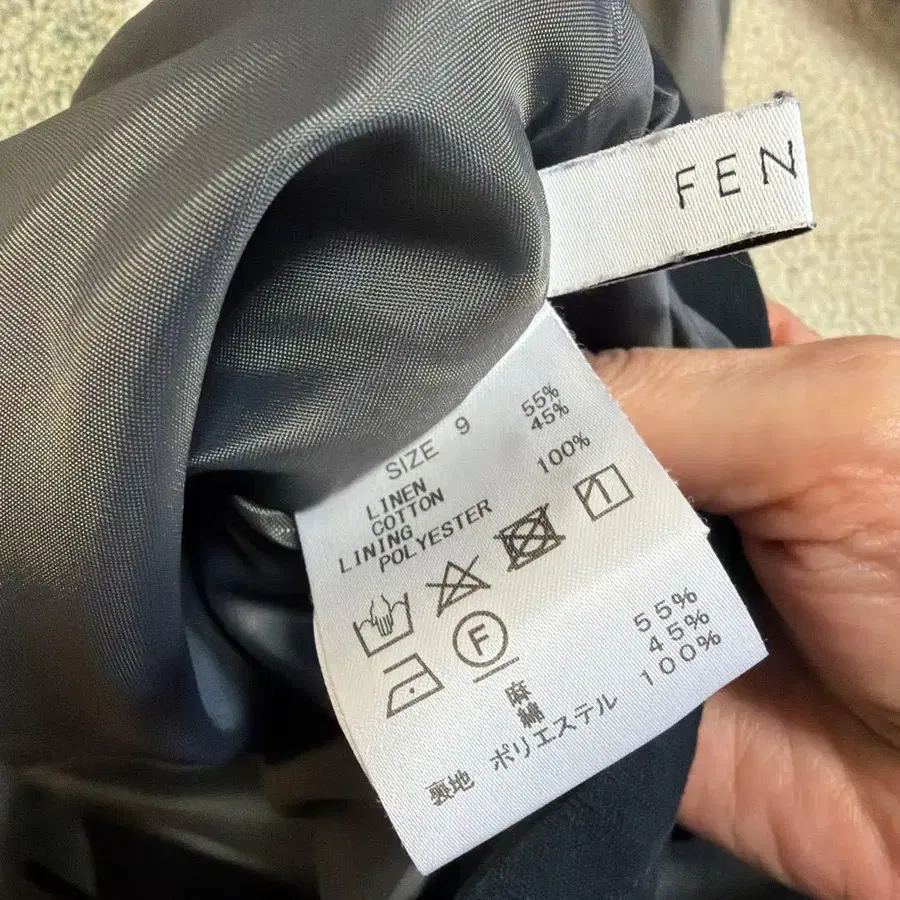 FEN
SIZE 9
LINEN 55%
COTTON 45%
LINING
POLYESTER 100%
F
麻 55%
綿 45%
裏地 ポリエステル 100%